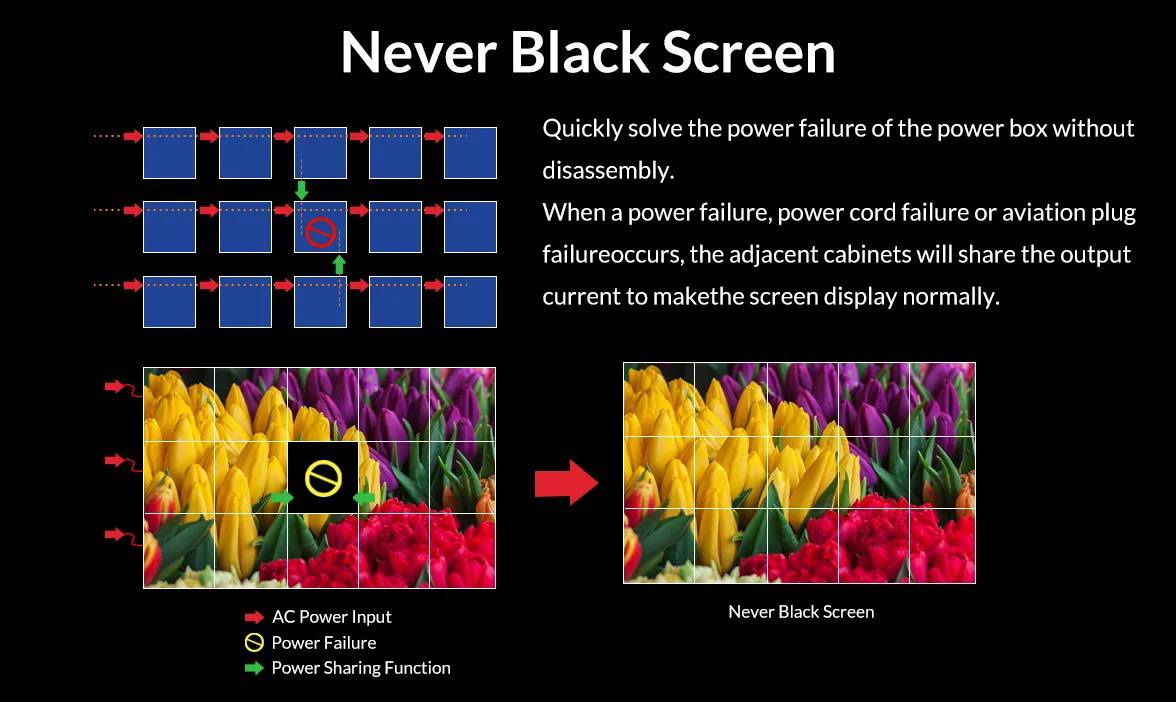 Never Black Screen
Quickly solve the power failure of the power box without
disassembly.
When a power failure, power cord failure or aviation plug
failureoccurs, the adjacent cabinets will share the output
current to makethe screen display normally.
AC Power Input
Power Failure
Power Sharing Function
Never Black Screen